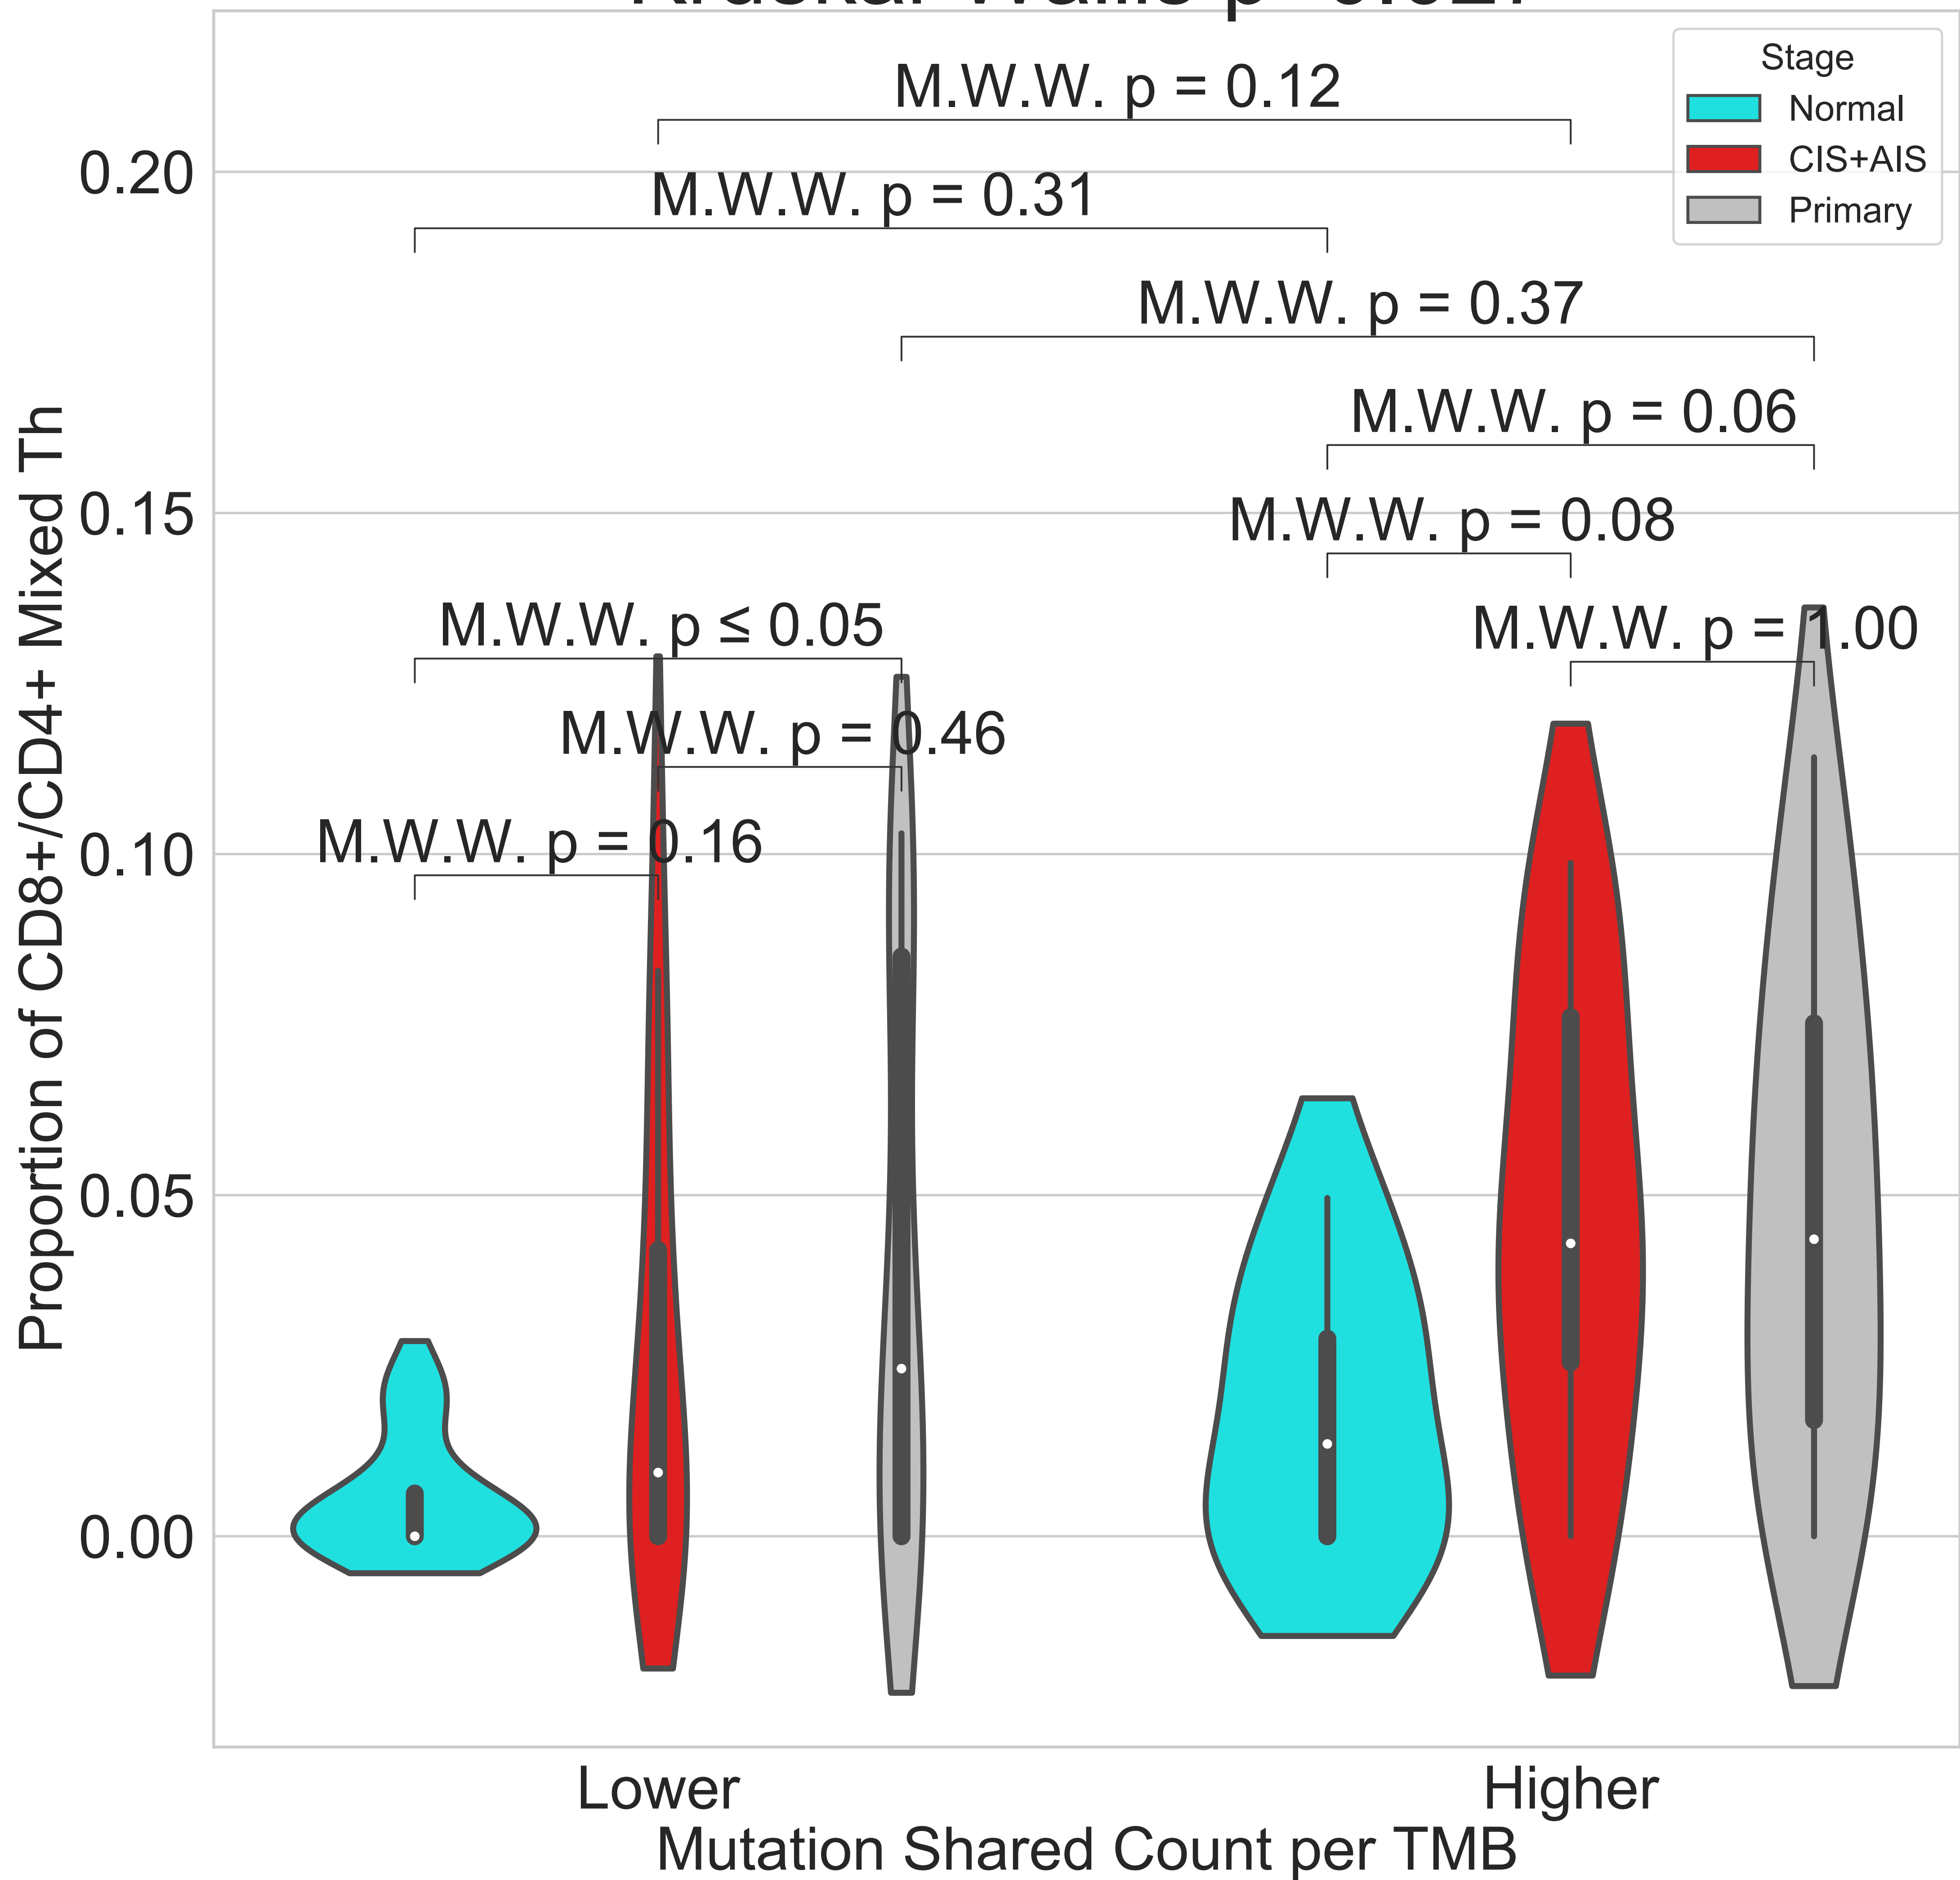 Stage
Normal
CIS+AIS
Primary
M.W.W. p = 0.12
M.W.W. p = 0.31
M.W.W. p = 0.37
M.W.W. p = 0.06
M.W.W. p = 0.08
M.W.W. p ≤ 0.05
M.W.W. p = 1.00
M.W.W. p = 0.46
M.W.W. p = 0.16
0.20
0.15
0.10
0.05
0.00
Proportion of CD8+/CD4+ Mixed Th
Lower
Higher
Mutation Shared Count per TMB